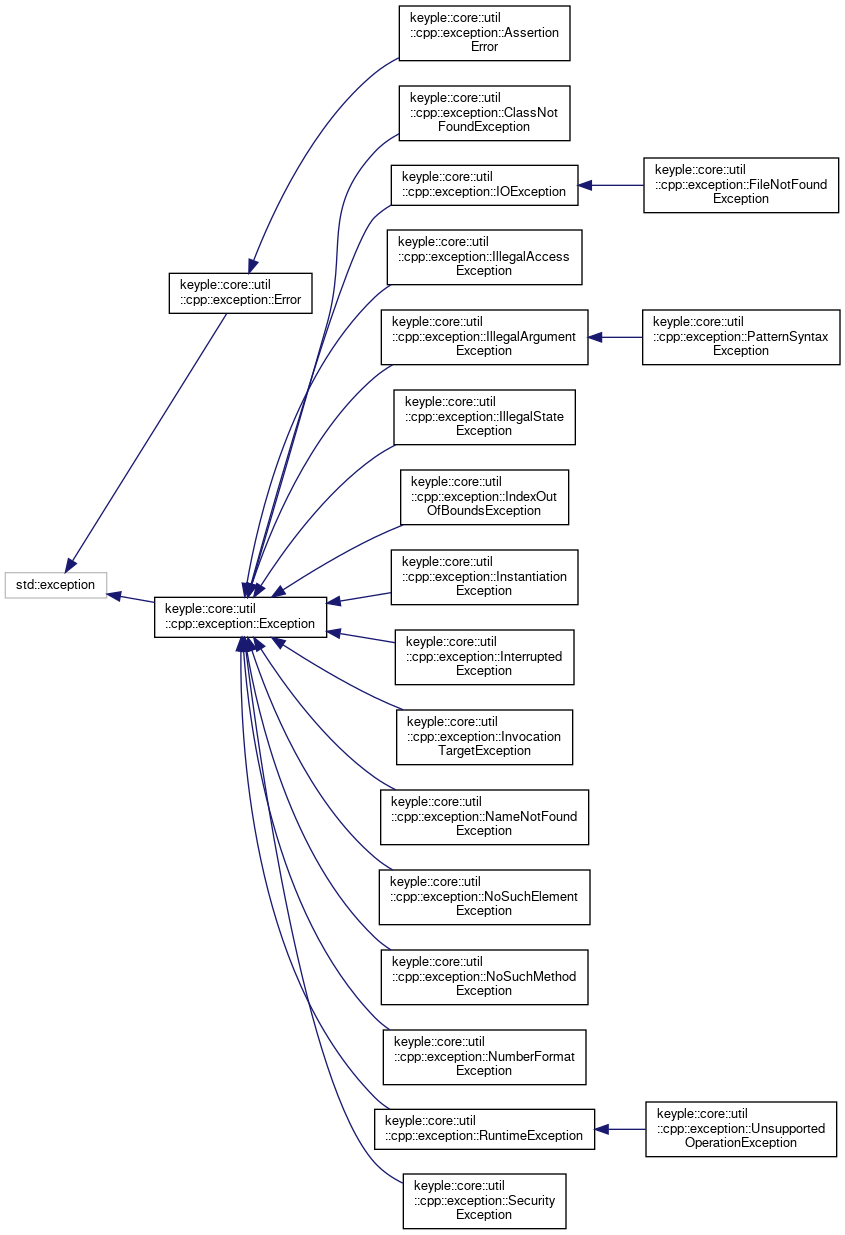 keyple::core::util
::cpp::exception::Assertion
Error
keyple::core::util
::cpp::exception::ClassNot
FoundException
keyple::core::util
::cpp::exception::IOException
keyple::core::util
::cpp::exception::FileNotFound
Exception
keyple::core::util
::cpp::exception::IllegalAccess
Exception
keyple::core::util
::cpp::exception::Error
keyple::core::util
::cpp::exception::IllegalArgument
Exception
keyple::core::util
::cpp::exception::PatternSyntax
Exception
keyple::core::util
::cpp::exception::IllegalState
Exception
keyple::core::util
::cpp::exception::IndexOut
OfBoundsException
keyple::core::util
::cpp::exception::Instantiation
Exception
std::exception
keyple::core::util
::cpp::exception::Exception
keyple::core::util
::cpp::exception::Interrupted
Exception
keyple::core::util
::cpp::exception::Invocation
TargetException
keyple::core::util
::cpp::exception::NameNotFound
Exception
keyple::core::util
::cpp::exception::NoSuchElement
Exception
keyple::core::util
::cpp::exception::NoSuchMethod
Exception
keyple::core::util
::cpp::exception::NumberFormat
Exception
keyple::core::util
::cpp::exception::RuntimeException
keyple::core::util
::cpp::exception::Unsupported
OperationException
keyple::core::util
::cpp::exception::Security
Exception